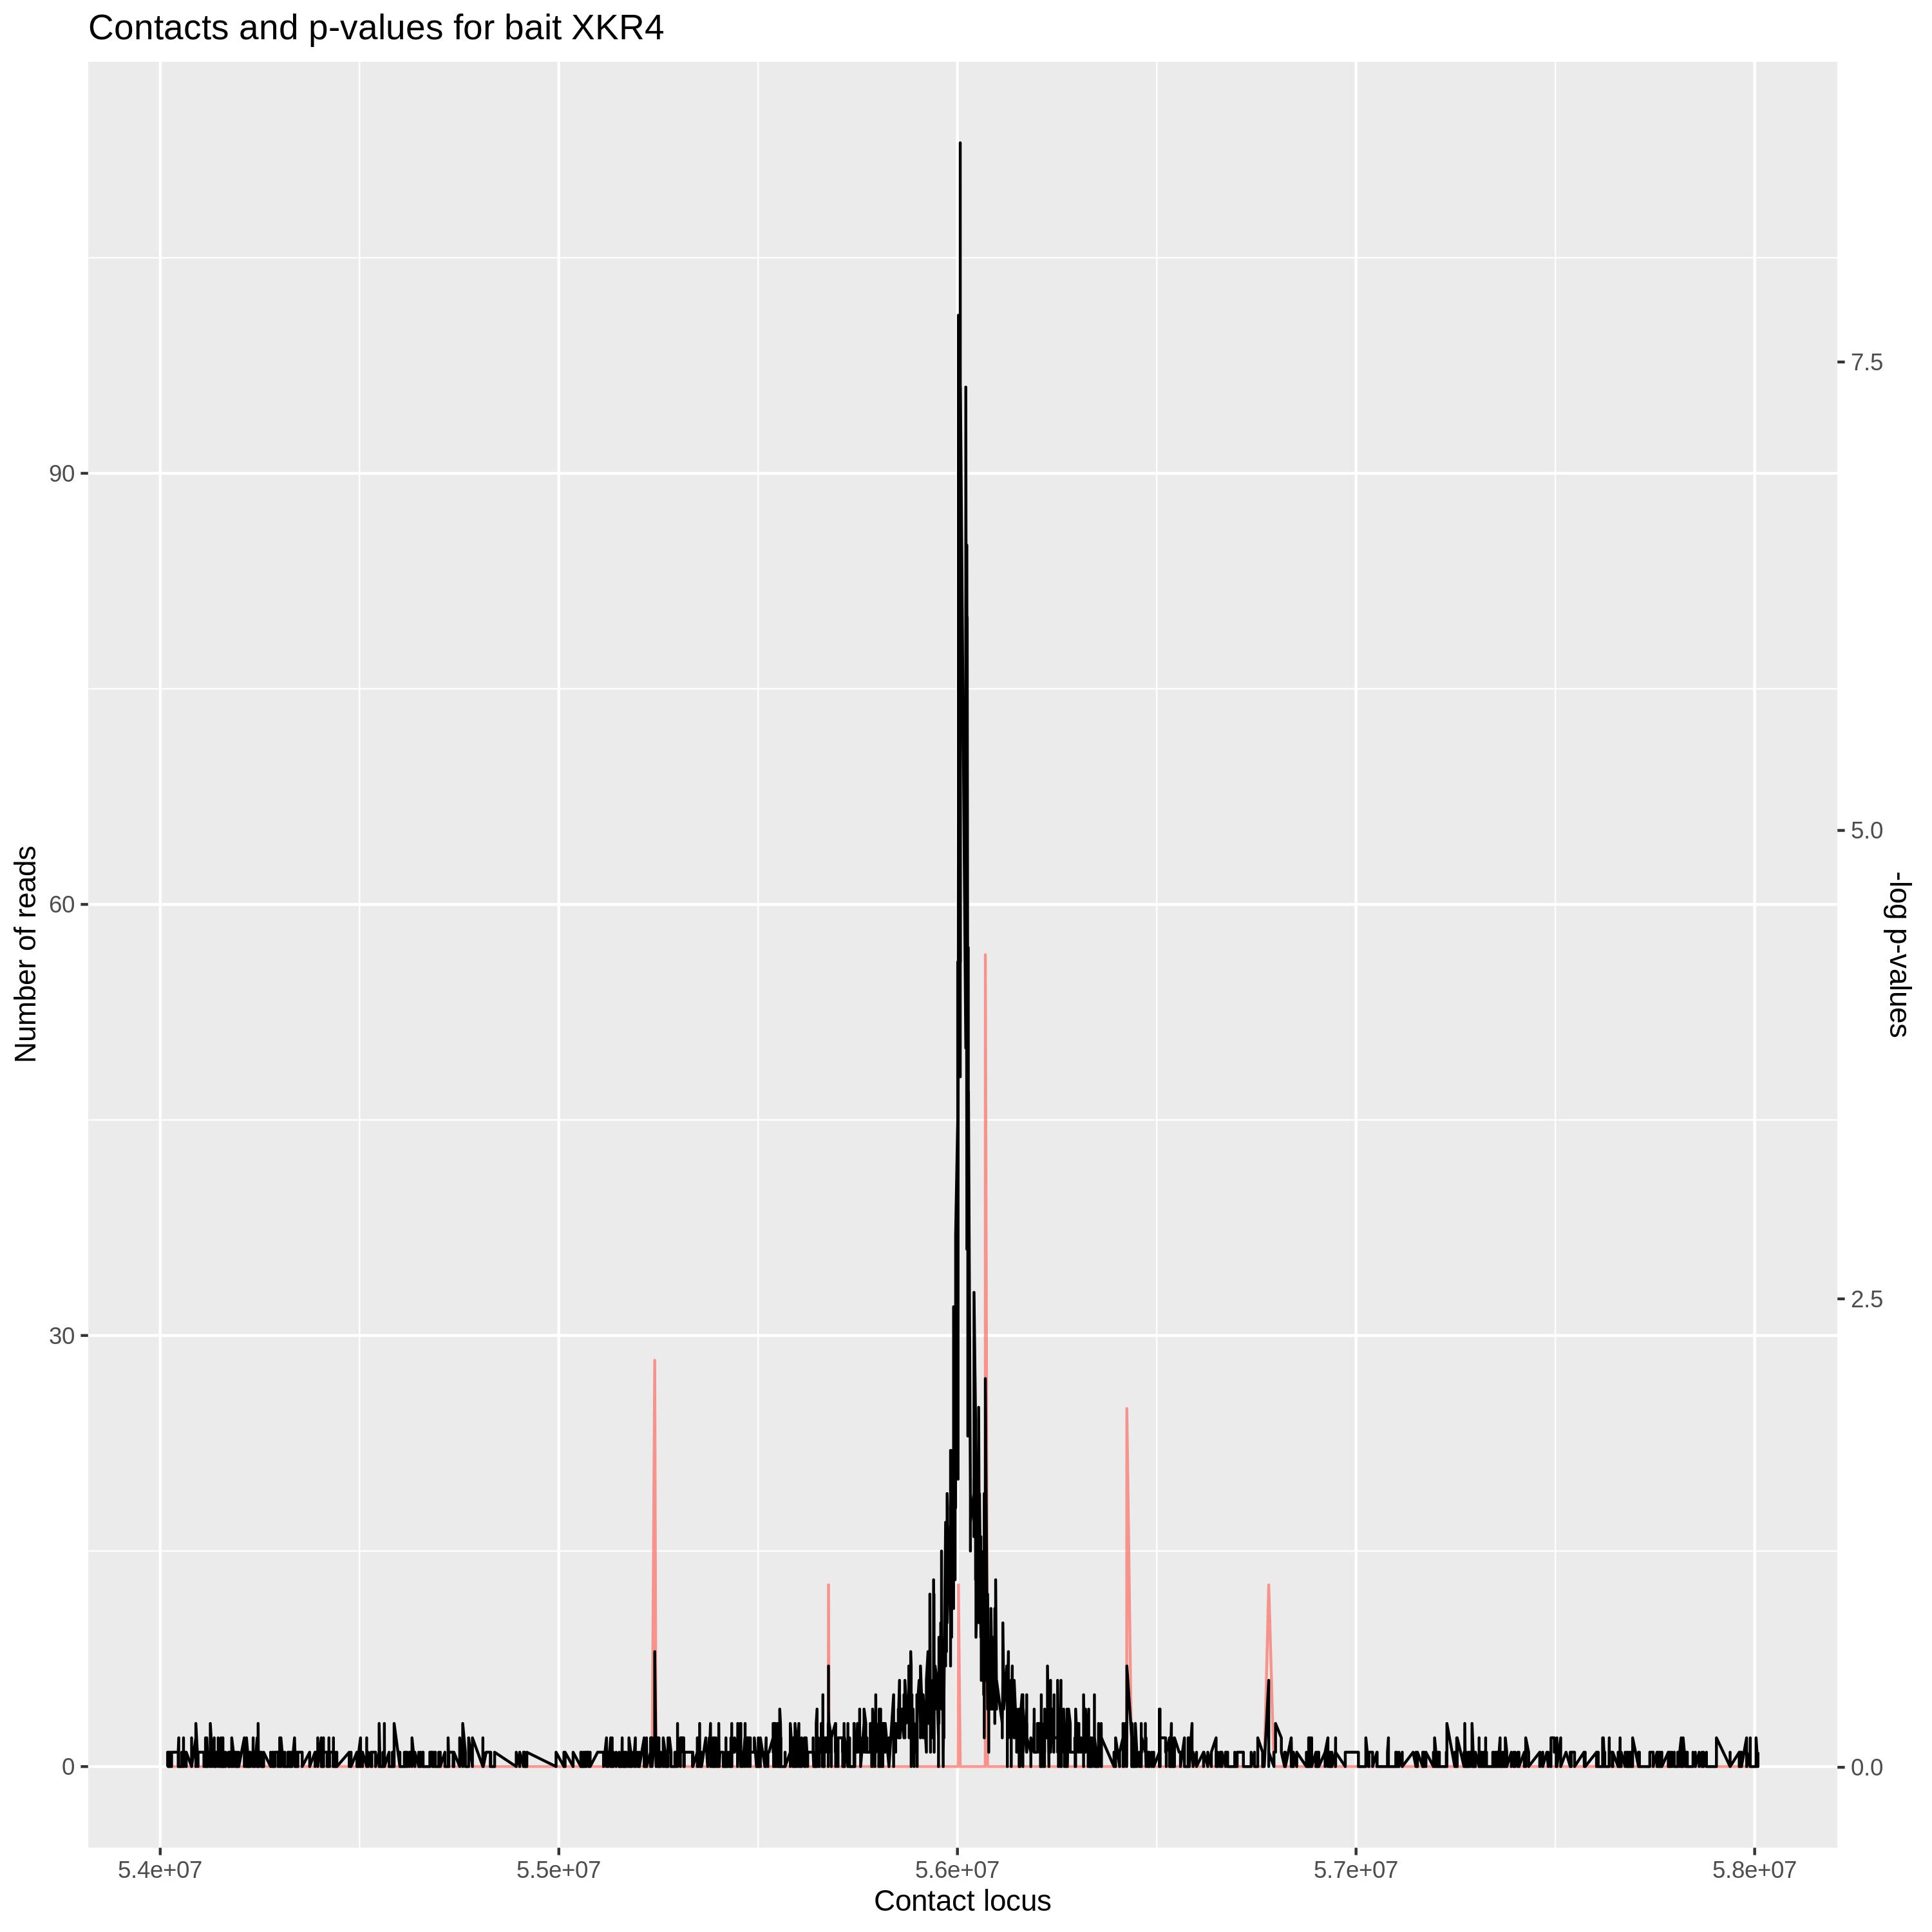 Contacts and p-values for bait XKR4
Number of reads
90
60
30
0
7.5
5.0
2.5
0.0
-log p-values
5.4e+07 5.5e+07 5.6e+07 5.7e+07 5.8e+07
Contact locus